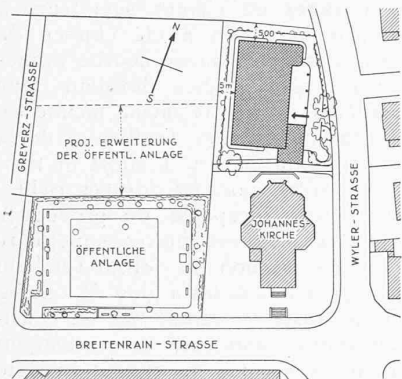 N
S
5.00
GREYERZ-STRASSE
PROJ. ERWEITERUNG
DER ÖFFENTL. ANLAGE
JOHANNES-
KIRCHE
WYLER-STRASSE
ÖFFENTLICHE
ANLAGE
BREITENRAIN-STRASSE